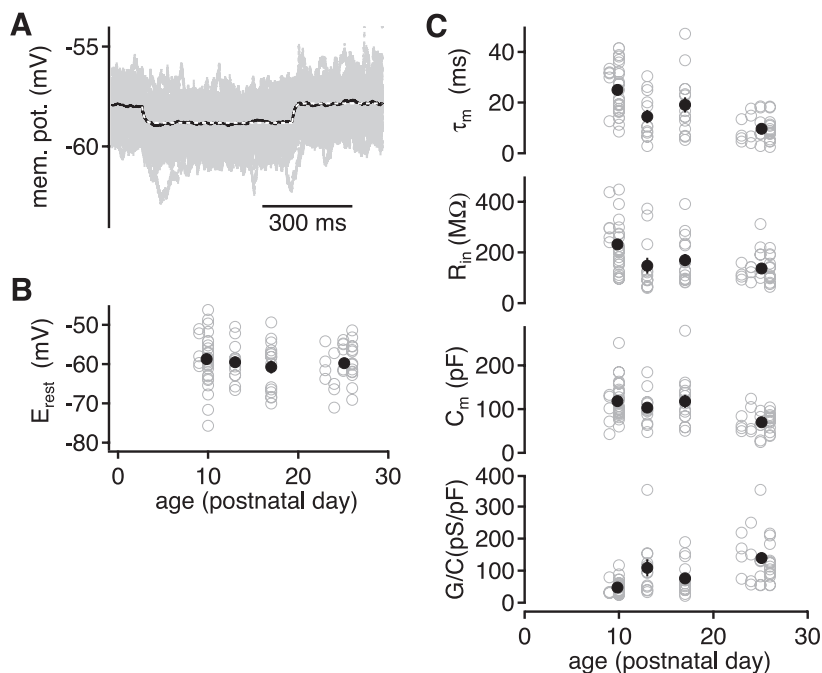 A
-55
-60
mem. pot. (mV)
300 ms
B
-50
-60
-70
-80
E_rest (mV)
0 10 20 30
age (postnatal day)
C
40
20
0
τ_m (ms)
400
200
0
R_in (MΩ)
200
100
0
C_m (pF)
400
300
200
100
0
G/C(pS/pF)
0 10 20 30
age (postnatal day)